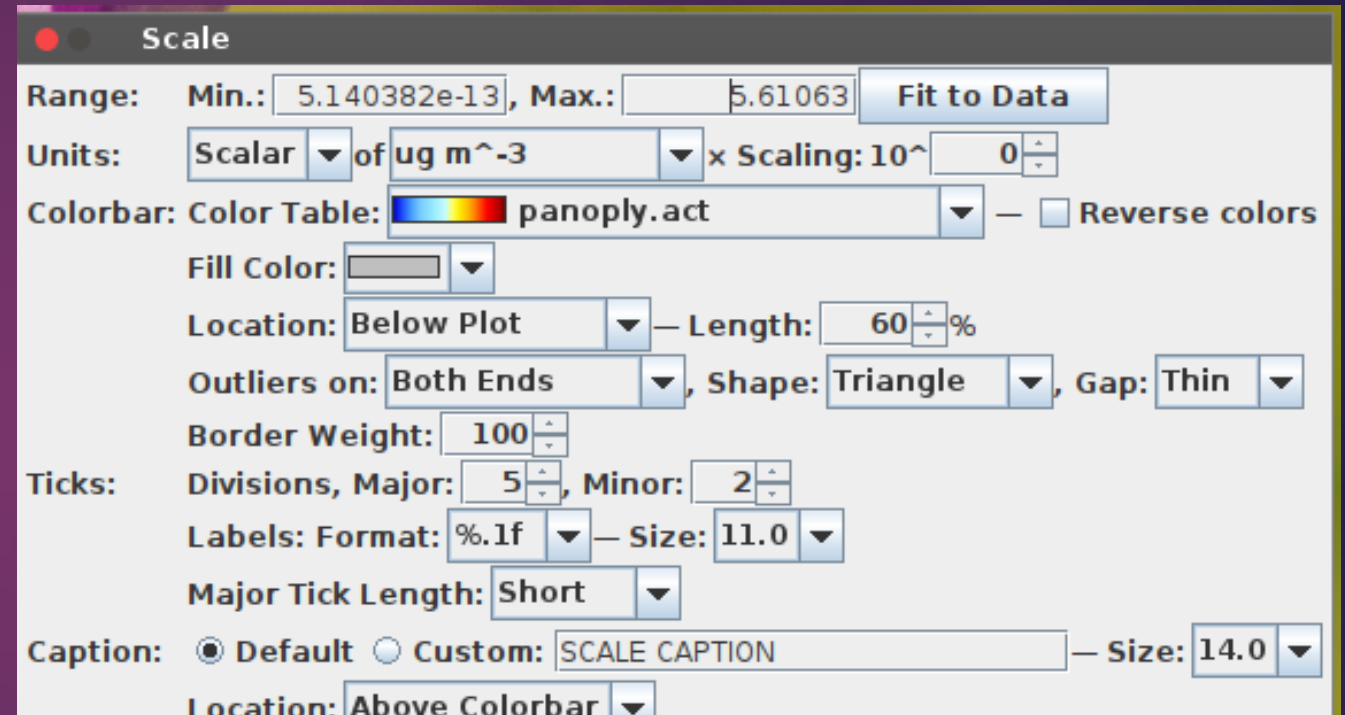 Scale
Range: Min.: 5.140382e-13, Max.: 5.61063 Fit to Data
Units: Scalar of ug m^-3 × Scaling: 10^ 0
Colorbar: Color Table: panoply.act — Reverse colors
Fill Color:
Location: Below Plot — Length: 60 %
Outliers on: Both Ends, Shape: Triangle, Gap: Thin
Border Weight: 100
Ticks: Divisions, Major: 5, Minor: 2
Labels: Format: %.1f — Size: 11.0
Major Tick Length: Short
Caption: Default Custom: SCALE CAPTION — Size: 14.0
Location: Above Colorbar